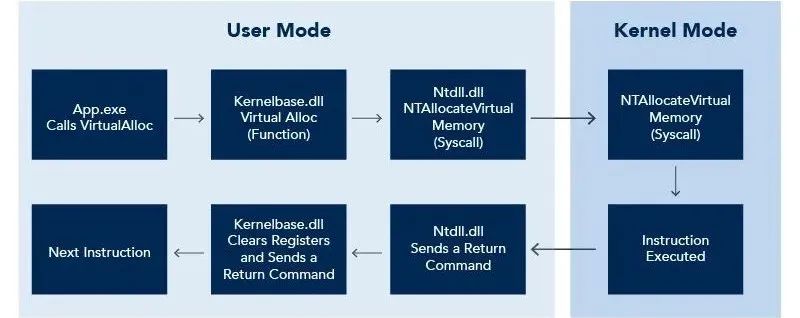 User Mode
Kernel Mode
App.exe
Calls VirtualAlloc
Kernelbase.dll
Virtual Alloc
(Function)
Ntdll.dll
NTAllocateVirtual
Memory
(Syscall)
NTAllocateVirtual
Memory
(Syscall)
Next Instruction
Kernelbase.dll
Clears Registers
and Sends a
Return Command
Ntdll.dll
Sends a Return
Command
Instruction
Executed